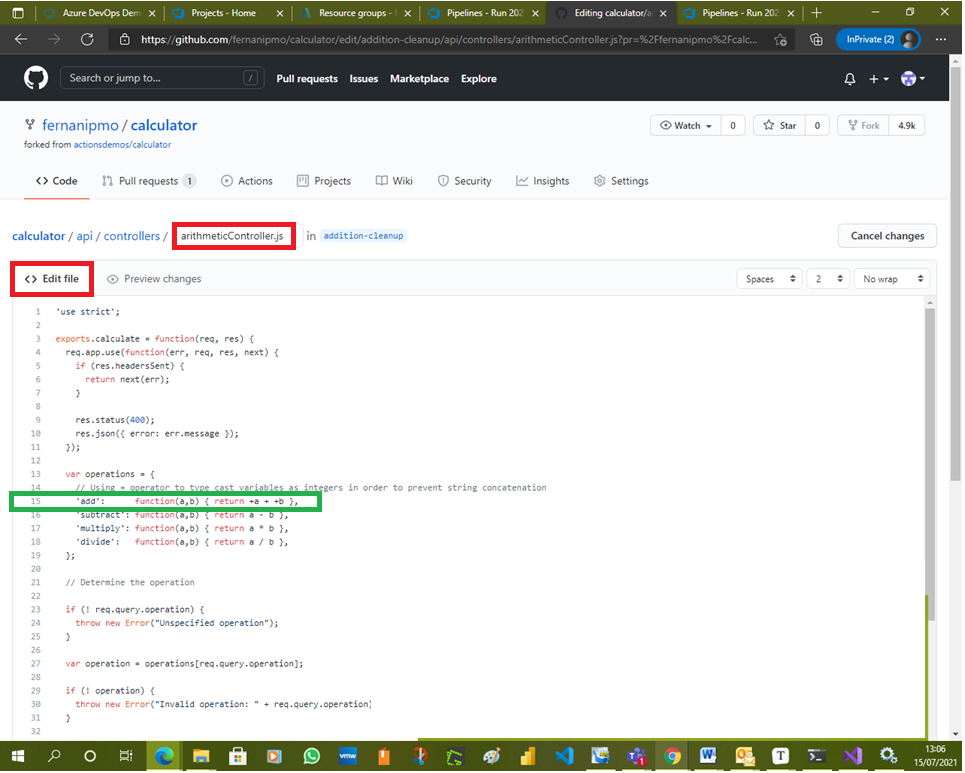 Azure DevOps Dem
Projects - Home
Resource groups -
Pipelines - Run 202
Editing calculator/a
Pipelines - Run 202
https://github.com/fernanipmo/calculator/edit/addition-cleanup/api/controllers/arithmeticController.js?pr=%2Ffernanipmo%2Fcalc...
InPrivate (2)
Search or jump to...
/
Pull requests Issues Marketplace Explore
fernanipmo / calculator
Watch 0 Star 0 Fork 4.9k
forked from actionsdemos/calculator
<> Code Pull requests 1 Actions Projects Wiki Security Insights Settings
calculator / api / controllers / arithmeticController.js in addition-cleanup
Cancel changes
<> Edit file Preview changes
Spaces 2 No wrap
1 'use strict';
2
3 exports.calculate = function(req, res) {
4 req.app.use(function(err, req, res, next) {
5 if (res.headersSent) {
6 return next(err);
7 }
8
9 res.status(400);
10 res.json({ error: err.message });
11 });
12
13 var operations = {
14 // Using + operator to type cast variables as integers in order to prevent string concatenation
15 'add': function(a,b) { return +a + +b },
16 'subtract': function(a,b) { return a - b },
17 'multiply': function(a,b) { return a * b },
18 'divide': function(a,b) { return a / b },
19 };
20
21 // Determine the operation
22
23 if (! req.query.operation) {
24 throw new Error("Unspecified operation");
25 }
26
27 var operation = operations[req.query.operation];
28
29 if (! operation) {
30 throw new Error("Invalid operation: " + req.query.operation)
31 }
32
vmw
1
W
T
13:06
15/07/2021